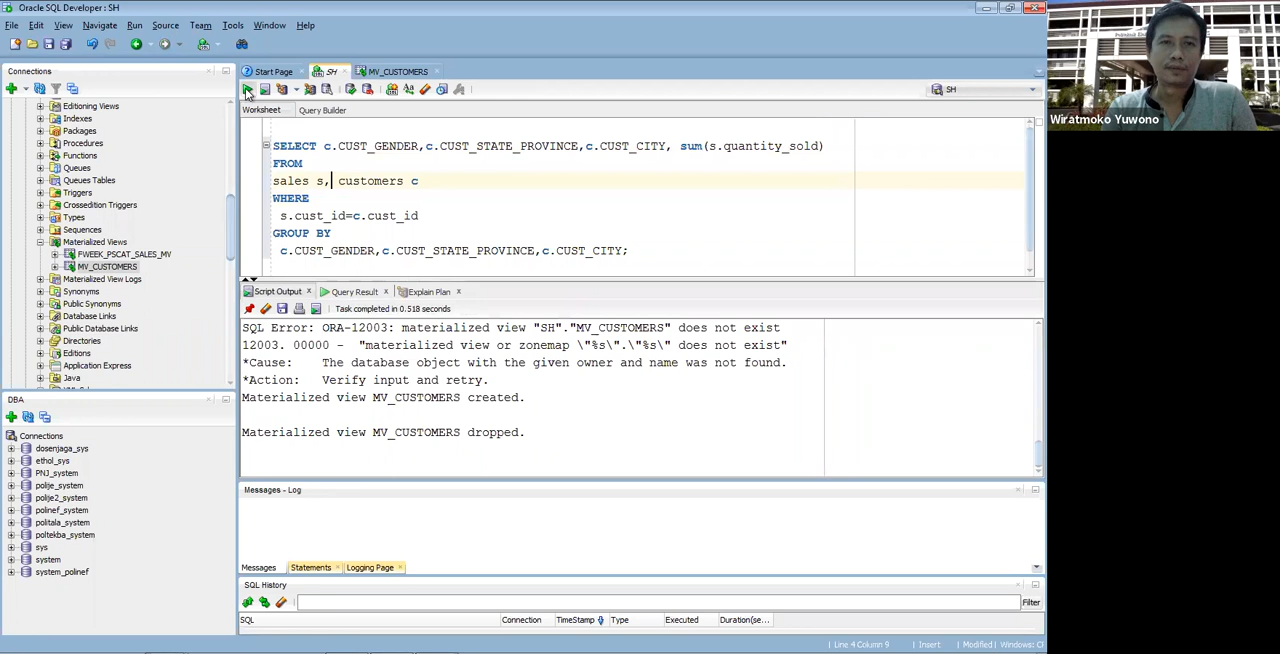 Oracle SQL Developer : SH
File Edit View Navigate Run Source Team Tools Window Help
Connections
Start Page SH MV_CUSTOMERS
SH
Worksheet Query Builder
Editioning Views
Indexes
Packages
Procedures
Functions
Queues
Queues Tables
Triggers
Crossedition Triggers
Types
Sequences
Materialized Views
FWEEK_PSCAT_SALES_MV
MV_CUSTOMERS
Materialized View Logs
Synonyms
Public Synonyms
Database Links
Public Database Links
Directories
Editions
Application Express
Java
SELECT c.CUST_GENDER,c.CUST_STATE_PROVINCE,c.CUST_CITY, sum(s.quantity_sold)
FROM
sales s, customers c
WHERE
s.cust_id=c.cust_id
GROUP BY
c.CUST_GENDER,c.CUST_STATE_PROVINCE,c.CUST_CITY;
Script Output Query Result Explain Plan
Task completed in 0.518 seconds
SQL Error: ORA-12003: materialized view "SH"."MV_CUSTOMERS" does not exist
12003. 00000 - "materialized view or zonemap \"%s\".\"%s\" does not exist"
*Cause: The database object with the given owner and name was not found.
*Action: Verify input and retry.
Materialized view MV_CUSTOMERS created.
Materialized view MV_CUSTOMERS dropped.
DBA
Connections
dosenjaga_sys
ethol_sys
PNJ_system
polije_system
polije2_system
polinef_system
politala_system
poltekba_system
sys
system
system_polinef
Messages - Log
Messages Statements Logging Page
SQL History
Filter
SQL Connection TimeStamp Type Executed Duration(se...
Line 4 Column 9 Insert Modified Windows: Cl
Wiratmoko Yuwono